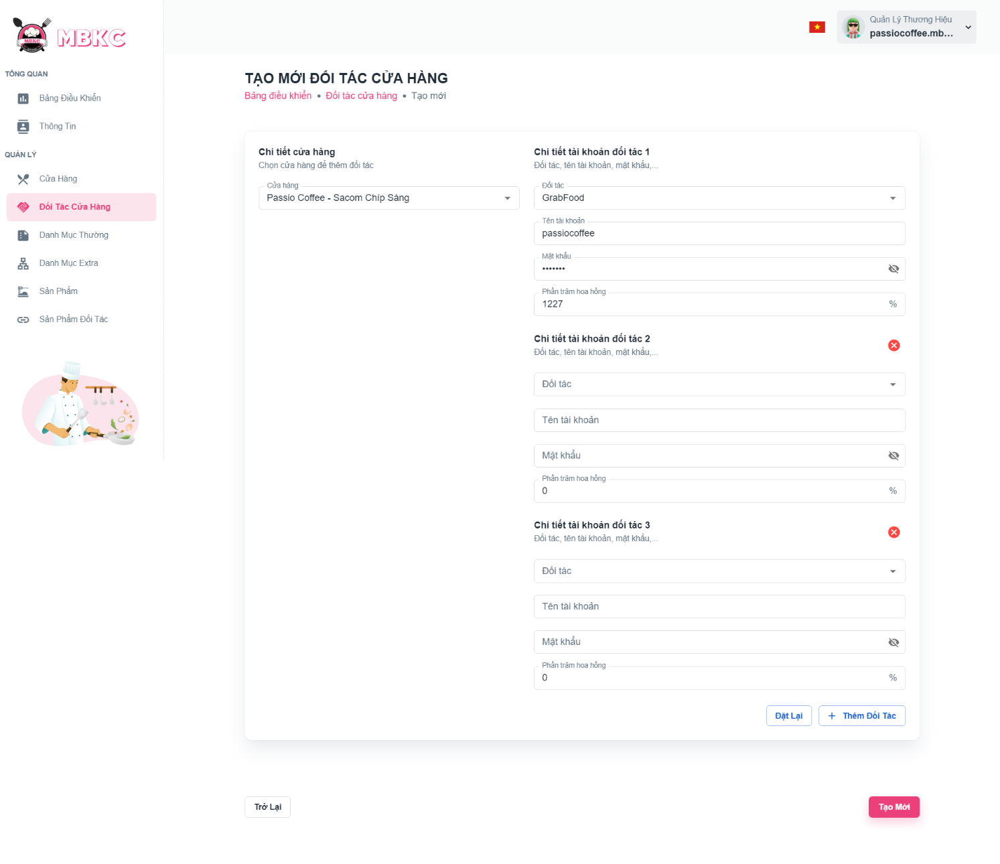 MBKC
MBKC
Quản Lý Thương Hiệu
passiocoffee.mb...
TỔNG QUAN
Bảng Điều Khiển
Thông Tin
QUẢN LÝ
Cửa Hàng
Đối Tác Cửa Hàng
Danh Mục Thường
Danh Mục Extra
Sản Phẩm
Sản Phẩm Đối Tác
TẠO MỚI ĐỐI TÁC CỬA HÀNG
Bảng điều khiển • Đối tác cửa hàng • Tạo mới
Chi tiết cửa hàng
Chọn cửa hàng để thêm đối tác
Cửa hàng
Passio Coffee - Sacom Chíp Sáng
Chi tiết tài khoản đối tác 1
Đối tác, tên tài khoản, mật khẩu,...
Đối tác
GrabFood
Tên tài khoản
passiocoffee
Mật khẩu
•••••••
Phần trăm hoa hồng
1227 %
Chi tiết tài khoản đối tác 2
Đối tác, tên tài khoản, mật khẩu,...
Đối tác
Tên tài khoản
Mật khẩu
Phần trăm hoa hồng
0 %
Chi tiết tài khoản đối tác 3
Đối tác, tên tài khoản, mật khẩu,...
Đối tác
Tên tài khoản
Mật khẩu
Phần trăm hoa hồng
0 %
Đặt Lại
+ Thêm Đối Tác
Trở Lại
Tạo Mới